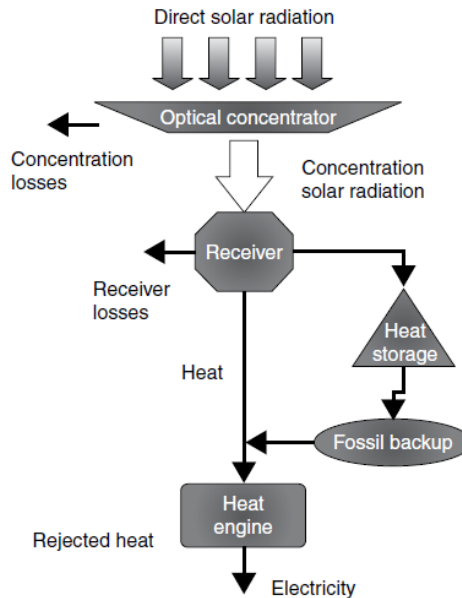 Direct solar radiation
Optical concentrator
Concentration
losses
Concentration
solar radiation
Receiver
Receiver
losses
Heat
storage
Heat
Fossil backup
Heat
engine
Rejected heat
Electricity